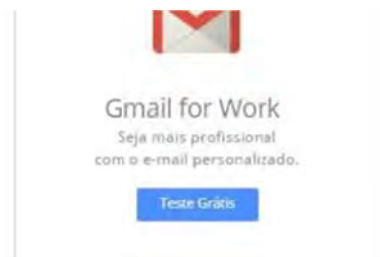 Gmail for Work
Seja mais profissional
com o e-mail personalizado.
Teste Grátis